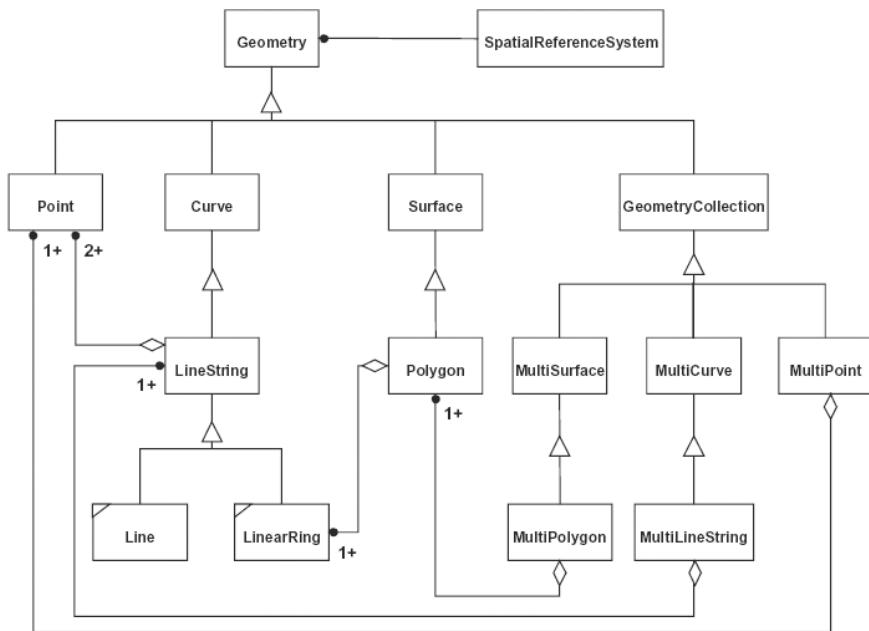 Geometry
SpatialReferenceSystem
Point
Curve
Surface
GeometryCollection
1+
2+
LineString
Polygon
MultiSurface
MultiCurve
MultiPoint
1+
1+
Line
LinearRing
MultiPolygon
MultiLineString
1+